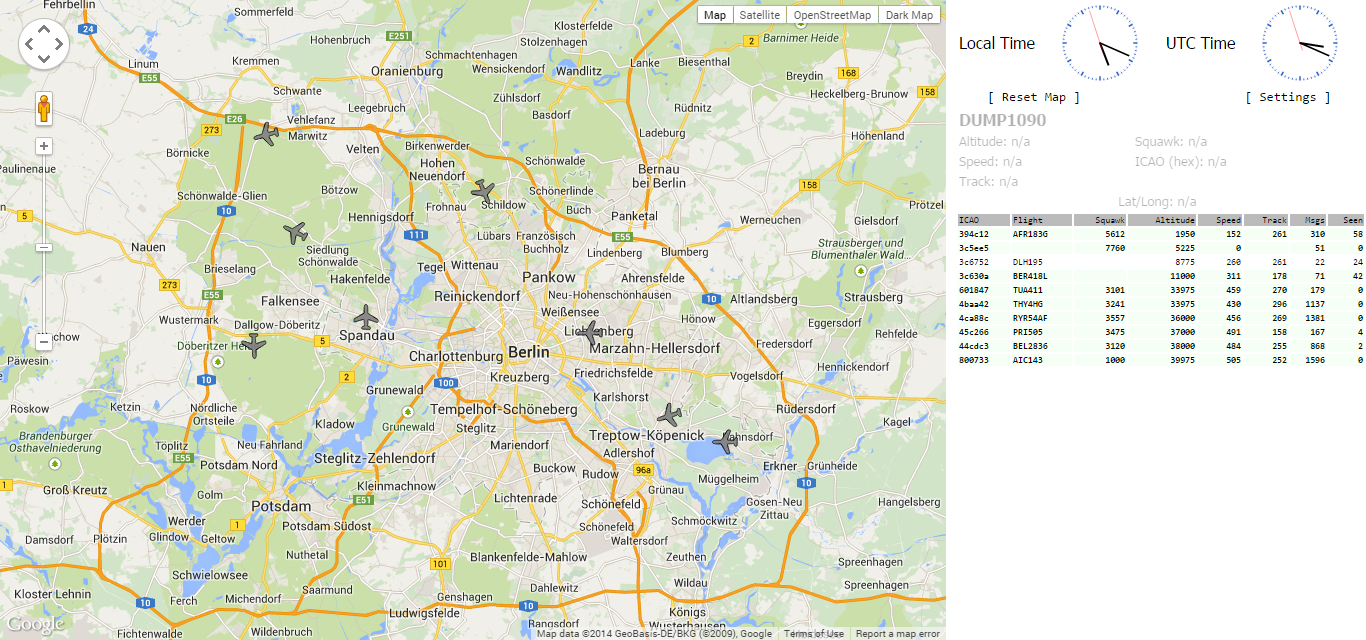 Fehrbellin
Sommerfeld
Klosterfelde
Map Satellite OpenStreetMap Dark Map
24
E251
Hohenbruch
Stolzenhagen
2
Barnimer Heide
Linum
Kremmen
Schmachtenhagen
Wensickendorf
Wandlitz
Lanke
Biesenthal
E55
Oranienburg
Breydin
168
Schwante
Zühlsdorf
Heckelberg-Brunow
158
Leegebruch
Basdorf
Rüdnitz
E26
Vehlefanz
273
Marwitz
Ladeburg
Höhenland
Velten
Birkenwerder
Börnicke
Hohen
Neuendorf
Schönwalde
Bernau
bei Berlin
Paulinenaue
Schönwalde-Glien
Bötzow
Schönerlinde
158
Prötzel
Frohnau
Schildow
Buch
Panketal
5
10
Hennigsdorf
Werneuchen
Gielsdorf
111
Lübars
Französisch
Buchholz
E55
Nauen
Siedlung
Schönwalde
Lindenberg
Blumberg
Strausberg und
Blumenthaler Wald...
Brieselang
Tegel
Wittenau
Hakenfelde
Pankow
Ahrensfelde
273
E55
Falkensee
Reinickendorf
Neu-Hohenschönhausen
10
Altlandsberg
Strausberg
Weißensee
Wustermark
Dallgow-Döberitz
Hönow
Eggersdorf
Spandau
Lichtenberg
Rehfelde
5
Döberitzer Heide
Berlin
Marzahn-Hellersdorf
Fredersdorf
Päwesin
Charlottenburg
Hennickendorf
10
2
100
Kreuzberg
Friedrichsfelde
Vogelsdorf
Grunewald
Karlshorst
Roskow
Ketzin
Nördliche
Ortsteile
Tempelhof-Schöneberg
Rüdersdorf
Kladow
Grunewald
Steglitz
Kagel
Brandenburger
Osthavelniederung
Töplitz
Neu Fahrland
Mariendorf
Treptow-Köpenick
E55
Steglitz-Zehlendorf
Adlershof
Potsdam Nord
Buckow
Rudow
96a
Erkner
Grünheide
1
Groß Kreutz
Golm
Kleinmachnow
Müggelheim
10
E51
Lichtenrade
Grünau
Potsdam
Schönefeld
Gosen-Neu
Zittau
Hangelsberg
Werder
1
Potsdam Südost
Schmöckwitz
Damsdorf
Plötzin
Glindow
Geltow
Schönefeld
Waltersdorf
Nuthetal
Blankenfelde-Mahlow
Zeuthen
101
Spreenhagen
Schwielowsee
Wildau
Kloster Lehnin
Saarmund
Dahlewitz
Spreenhagen
10
Ferch
Michendorf
Genshagen
10
Königs
Wusterhausen
Ludwigsfelde
Rangsdorf
Fichtenwalde
Wildenbruch
Google
Map data ©2014 GeoBasis-DE/BKG (©2009), Google Terms of Use Report a map error
Local Time
UTC Time
[ Reset Map ]
[ Settings ]
DUMP1090
Altitude: n/a Squawk: n/a
Speed: n/a ICAO (hex): n/a
Track: n/a
Lat/Long: n/a
ICAO Flight Squawk Altitude Speed Track Msgs Seen
394c12 AFR183G 5612 1950 152 261 310 58
3c5ee5 7760 5225 0 51 0
3c6752 DLH195 8775 260 261 22 24
3c630a BER418L 11000 311 178 71 42
601847 TUA411 3101 33975 459 270 179 0
4baa42 THY4HG 3241 33975 430 296 1137
4ca88c RYR54AF 3557 36000 456 269 1381 0
45c266 PRI505 3475 37000 491 158 167 4
44cdc3 BEL2836 3120 38000 484 255 868 2
800733 AIC143 1000 39975 505 252 1596 0